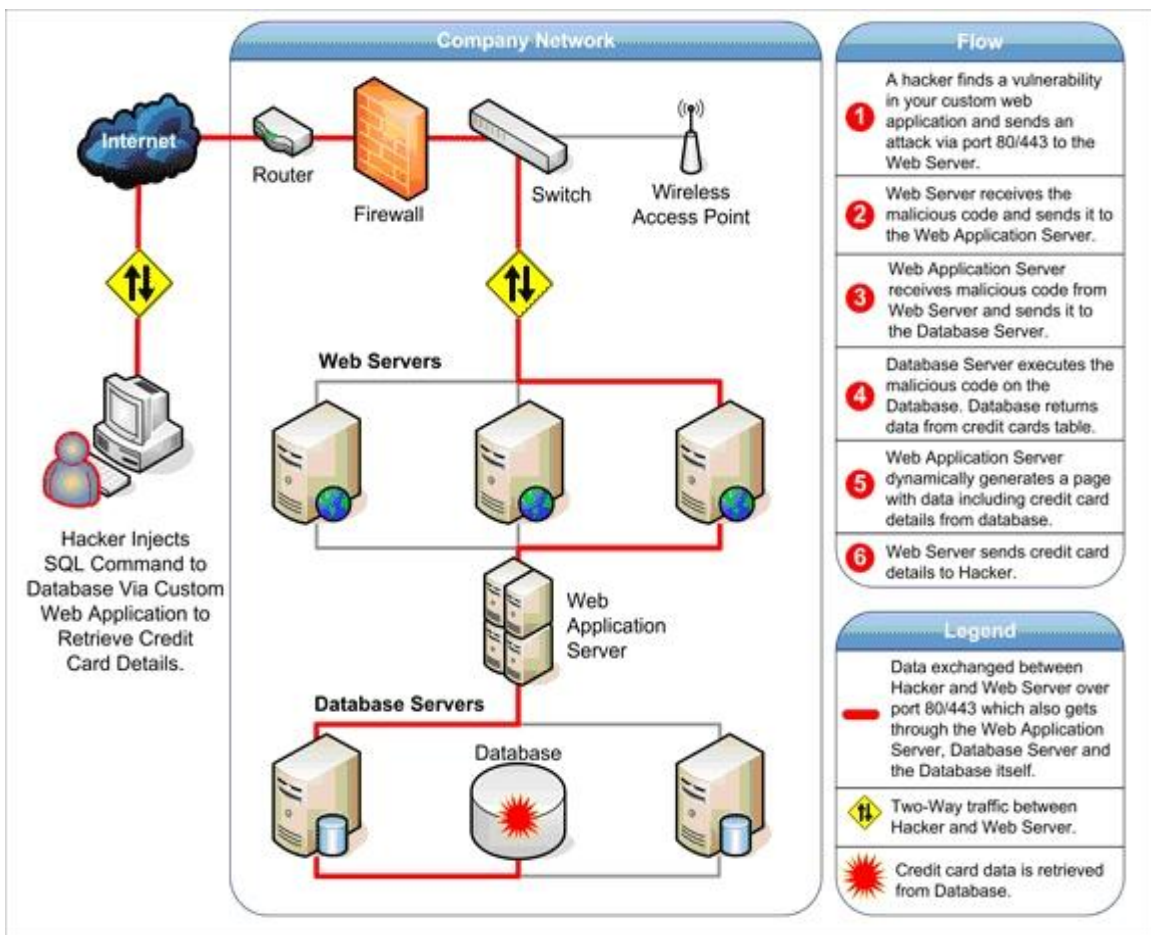 Company Network
Internet
Router
Firewall
Switch
Wireless
Access Point
Web Servers
Hacker Injects
SQL Command to
Database Via Custom
Web Application to
Retrieve Credit
Card Details.
Web
Application
Server
Database Servers
Database
Flow
1
A hacker finds a vulnerability
in your custom web
application and sends an
attack via port 80/443 to the
Web Server.
2
Web Server receives the
malicious code and sends it to
the Web Application Server.
3
Web Application Server
receives malicious code from
Web Server and sends it to
the Database Server.
4
Database Server executes the
malicious code on the
Database. Database returns
data from credit cards table.
5
Web Application Server
dynamically generates a page
with data including credit card
details from database.
6
Web Server sends credit card
details to Hacker.
Legend
Data exchanged between
Hacker and Web Server over
port 80/443 which also gets
through the Web Application
Server, Database Server and
the Database itself.
Two-Way traffic between
Hacker and Web Server.
Credit card data is retrieved
from Database.